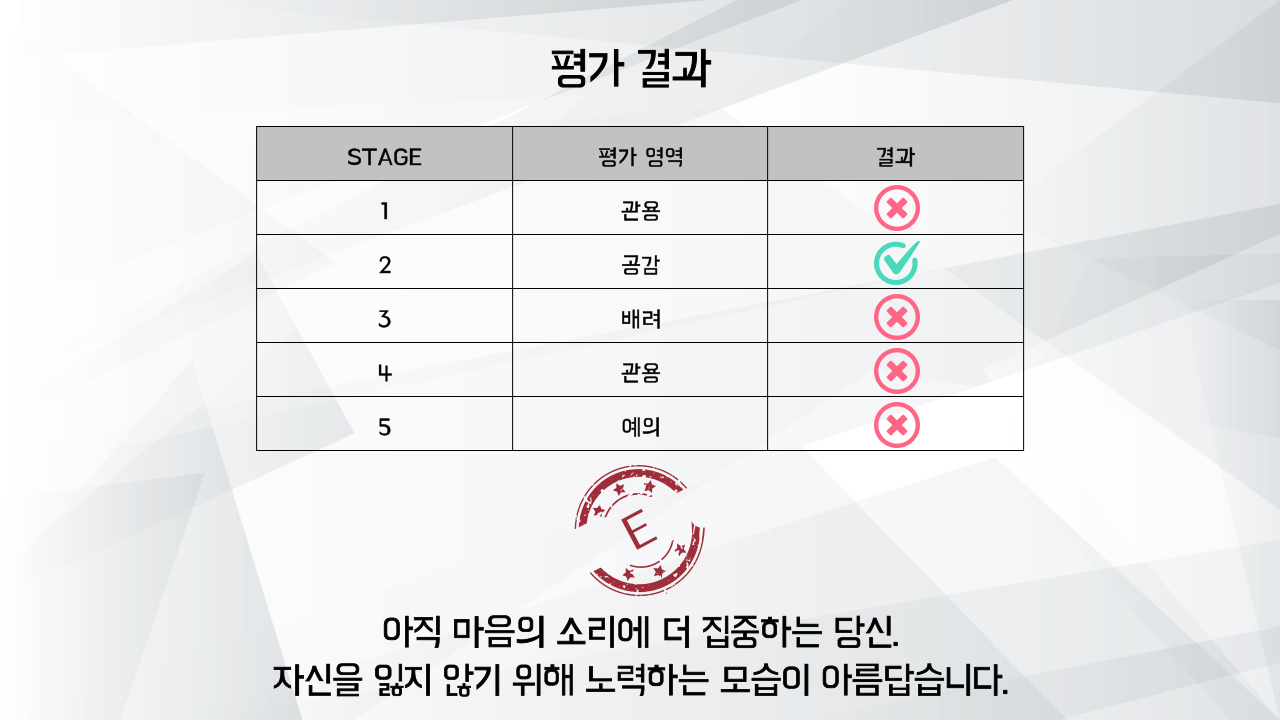 평가 결과
STAGE 평가 영역 결과
1 관용
2 공감
3 배려
4 관용
5 예의
E
아직 마음의 소리에 더 집중하는 당신.
자신을 잃지 않기 위해 노력하는 모습이 아름답습니다.